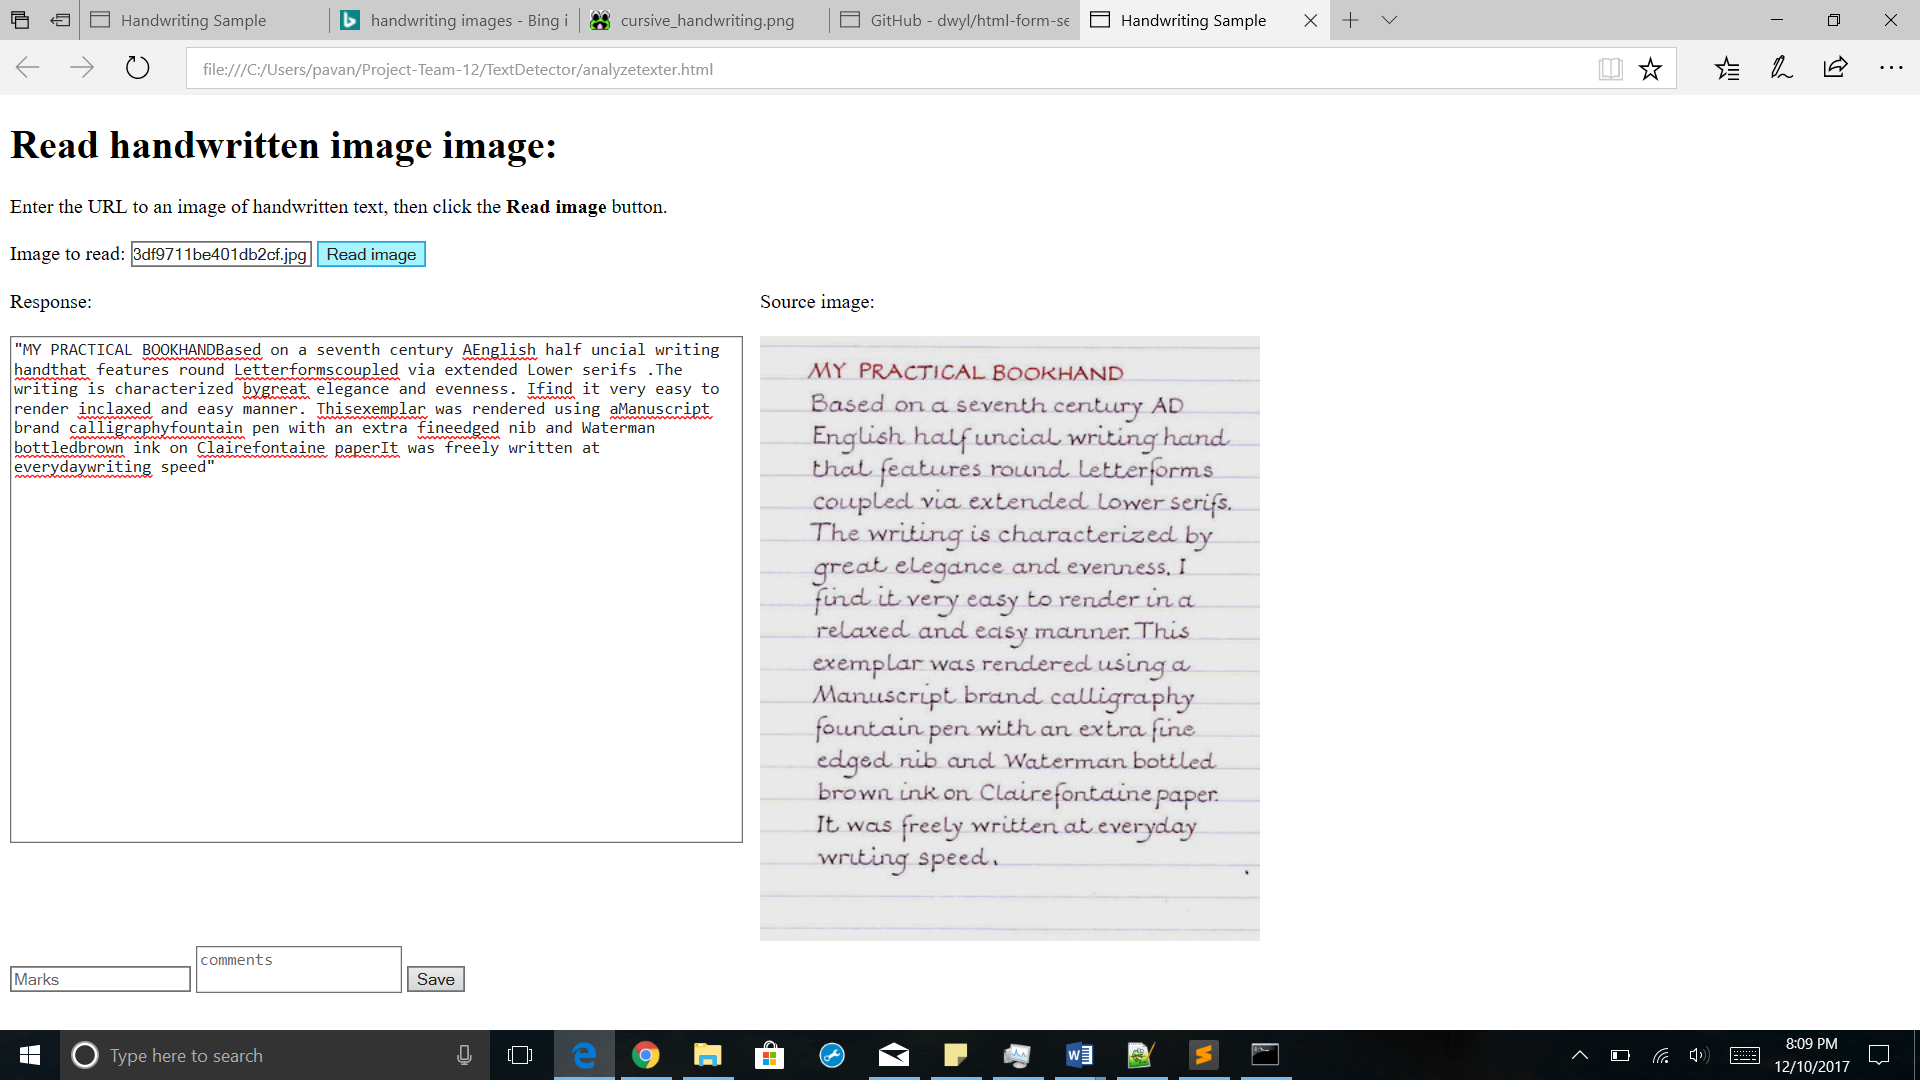 Handwriting Sample
handwriting images - Bing i
cursive_handwriting.png
GitHub - dwyl/html-form-se
Handwriting Sample
file:///C:/Users/pavan/Project-Team-12/TextDetector/analyzetexter.html
Read handwritten image image:
Enter the URL to an image of handwritten text, then click the Read image button.
Image to read: 3df9711be401db2cf.jpg Read image
Response:
"MY PRACTICAL BOOKHANDBased on a seventh century AEnglish half uncial writing
handthat features round Letterformscoupled via extended Lower serifs .The
writing is characterized bygreat elegance and evenness. Ifind it very easy to
render inclaxed and easy manner. Thisexemplar was rendered using aManuscript
brand calligraphyfountain pen with an extra fineedged nib and Waterman
bottledbrown ink on Clairefontaine paperIt was freely written at
everydaywriting speed"
Source image:
MY PRACTICAL BOOKHAND
Based on a seventh century AD
English half uncial writing hand
that features round letterforms
coupled via extended lower serifs.
The writing is characterized by
great elegance and evenness. I
find it very easy to render in a
relaxed and easy manner. This
exemplar was rendered using a
Manuscript brand calligraphy
fountain pen with an extra fine
edged nib and Waterman bottled
brown ink on Clairefontaine paper.
It was freely written at everyday
writing speed.
Marks
comments
Save
Type here to search
8:09 PM
12/10/2017